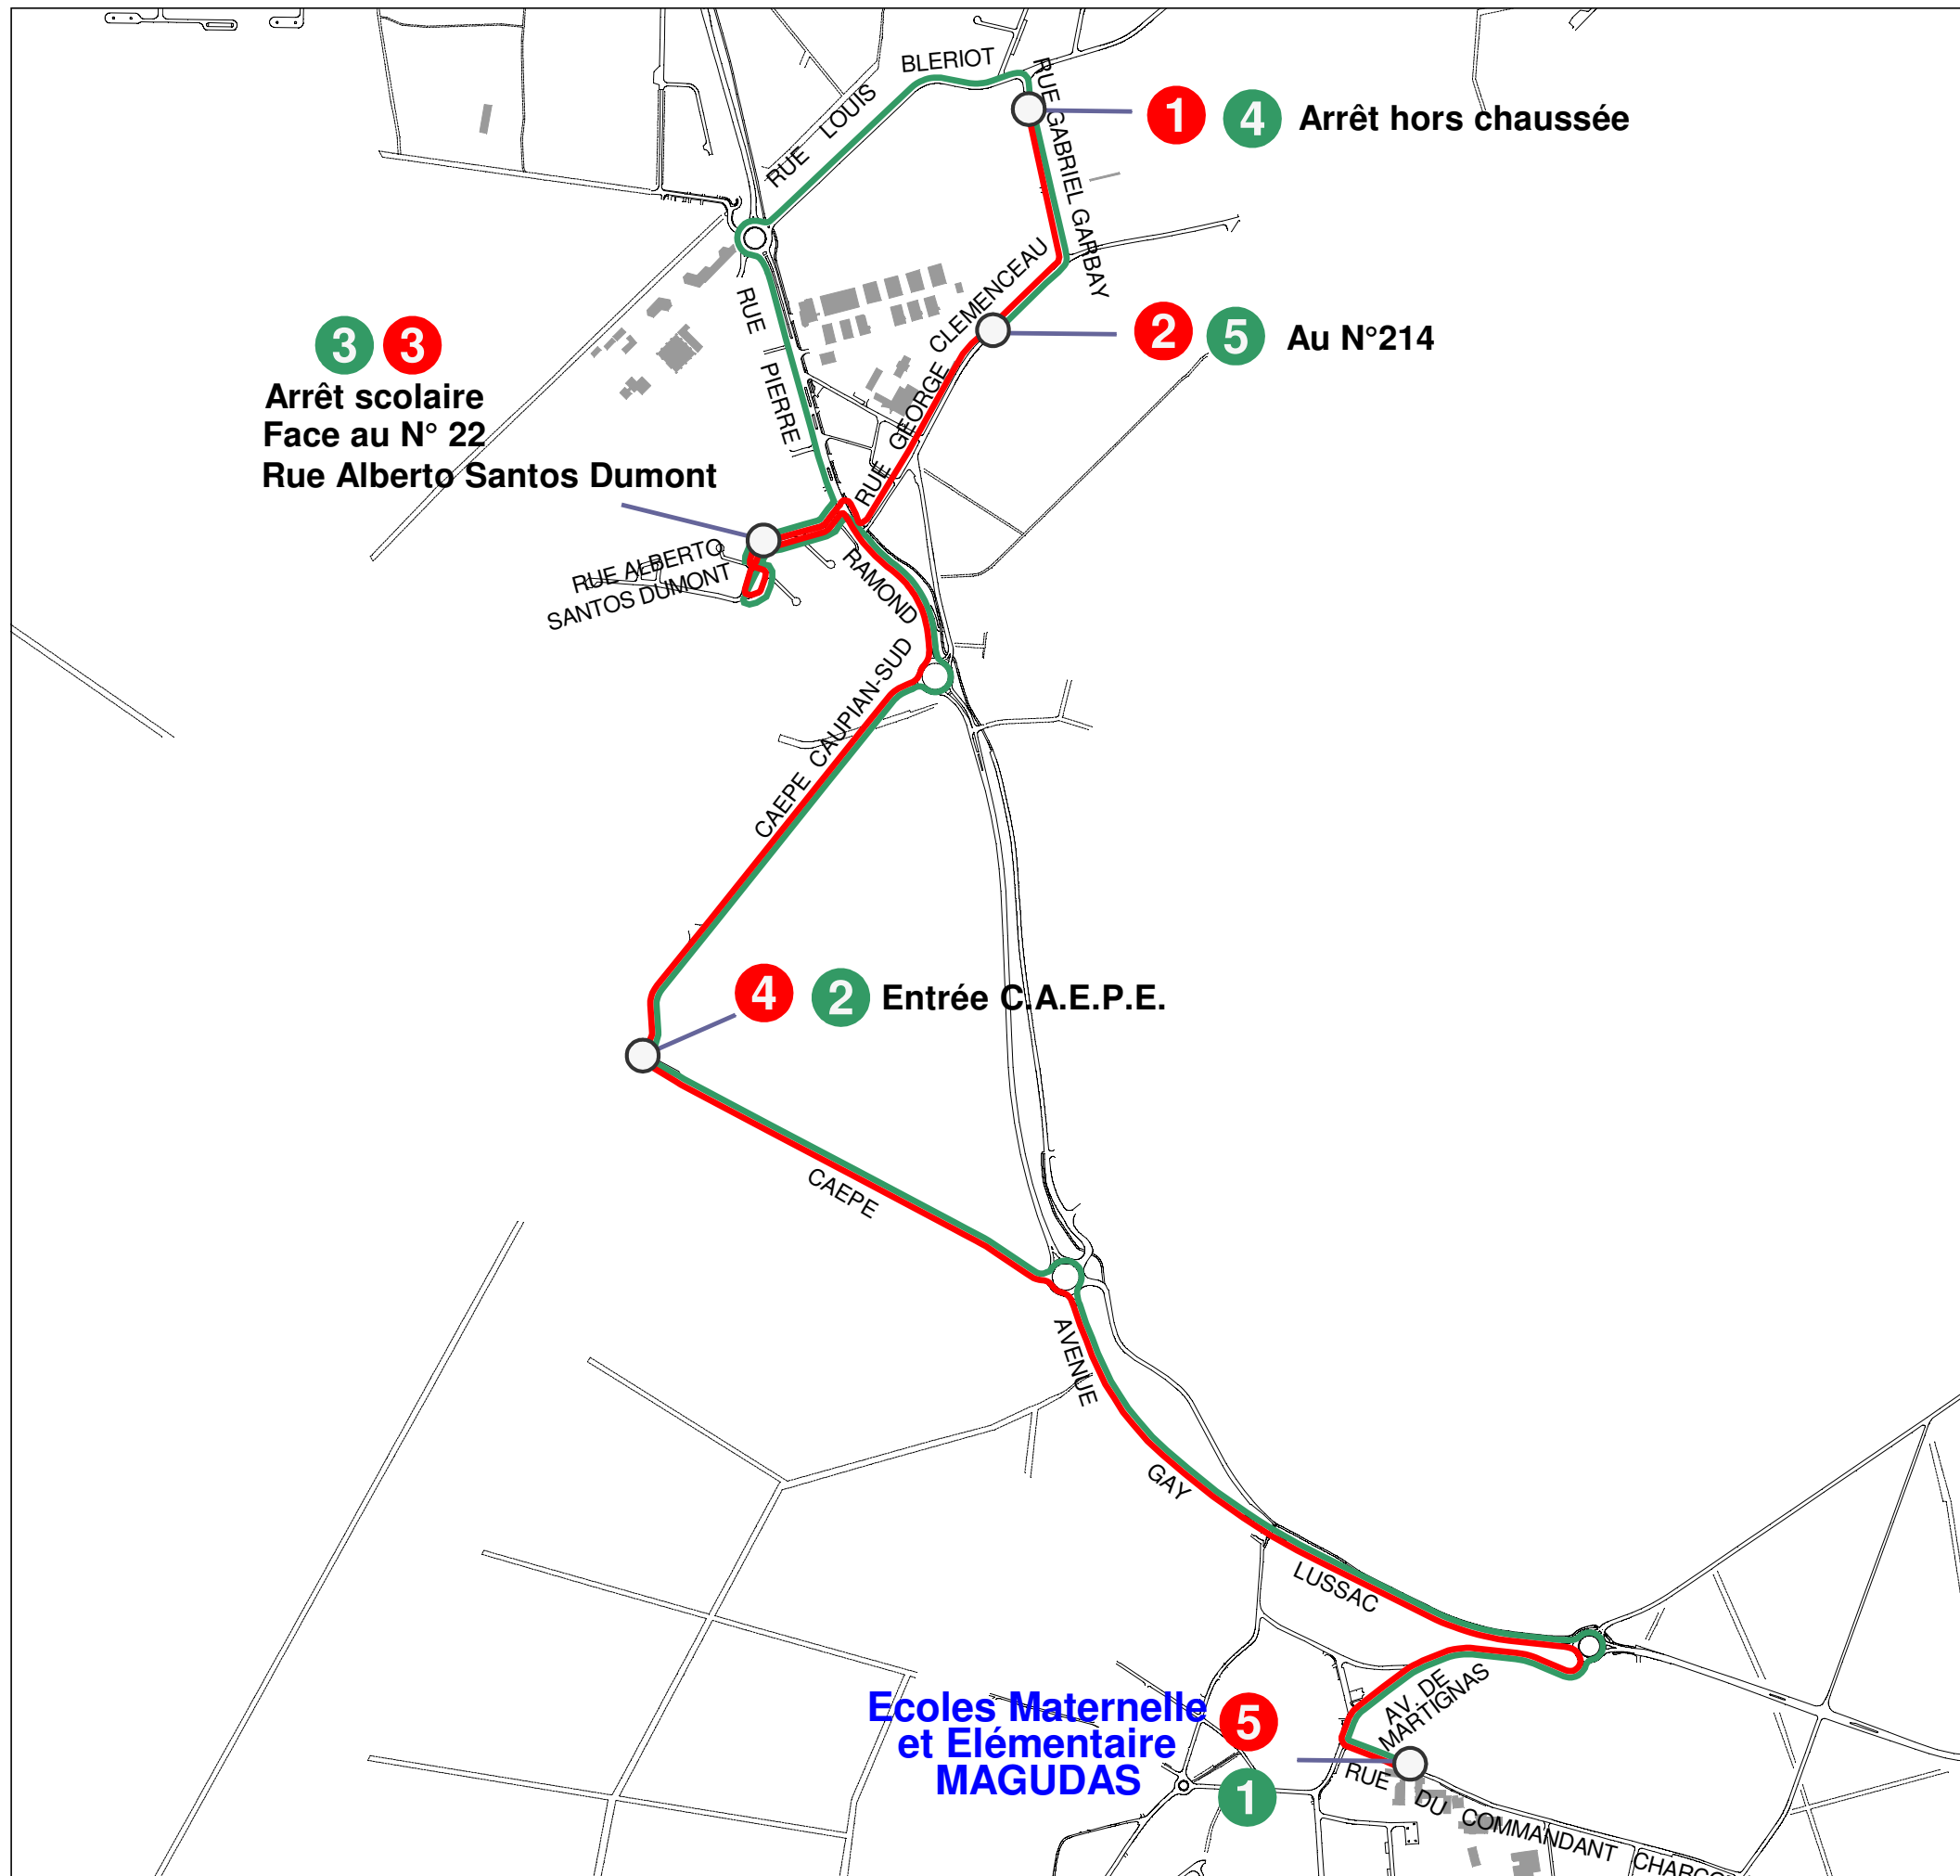 BLERIOT
RUE LOUIS
RUE GABRIEL GARBAY
1 4 Arrêt hors chaussée
RUE GEORGE CLEMENCEAU
2 5 Au N°214
RUE PIERRE RAMOND
3 3
Arrêt scolaire
Face au N° 22
Rue Alberto Santos Dumont
RUE ALBERTO
SANTOS DUMONT
CAEPE CAUPIAN-SUD
4 2 Entrée C.A.E.P.E.
CAEPE
AVENUE GAY LUSSAC
AV. DE
MARTIGNAS
Ecoles Maternelle
et Elémentaire
MAGUDAS
5
1
RUE DU COMMANDANT CHARCO